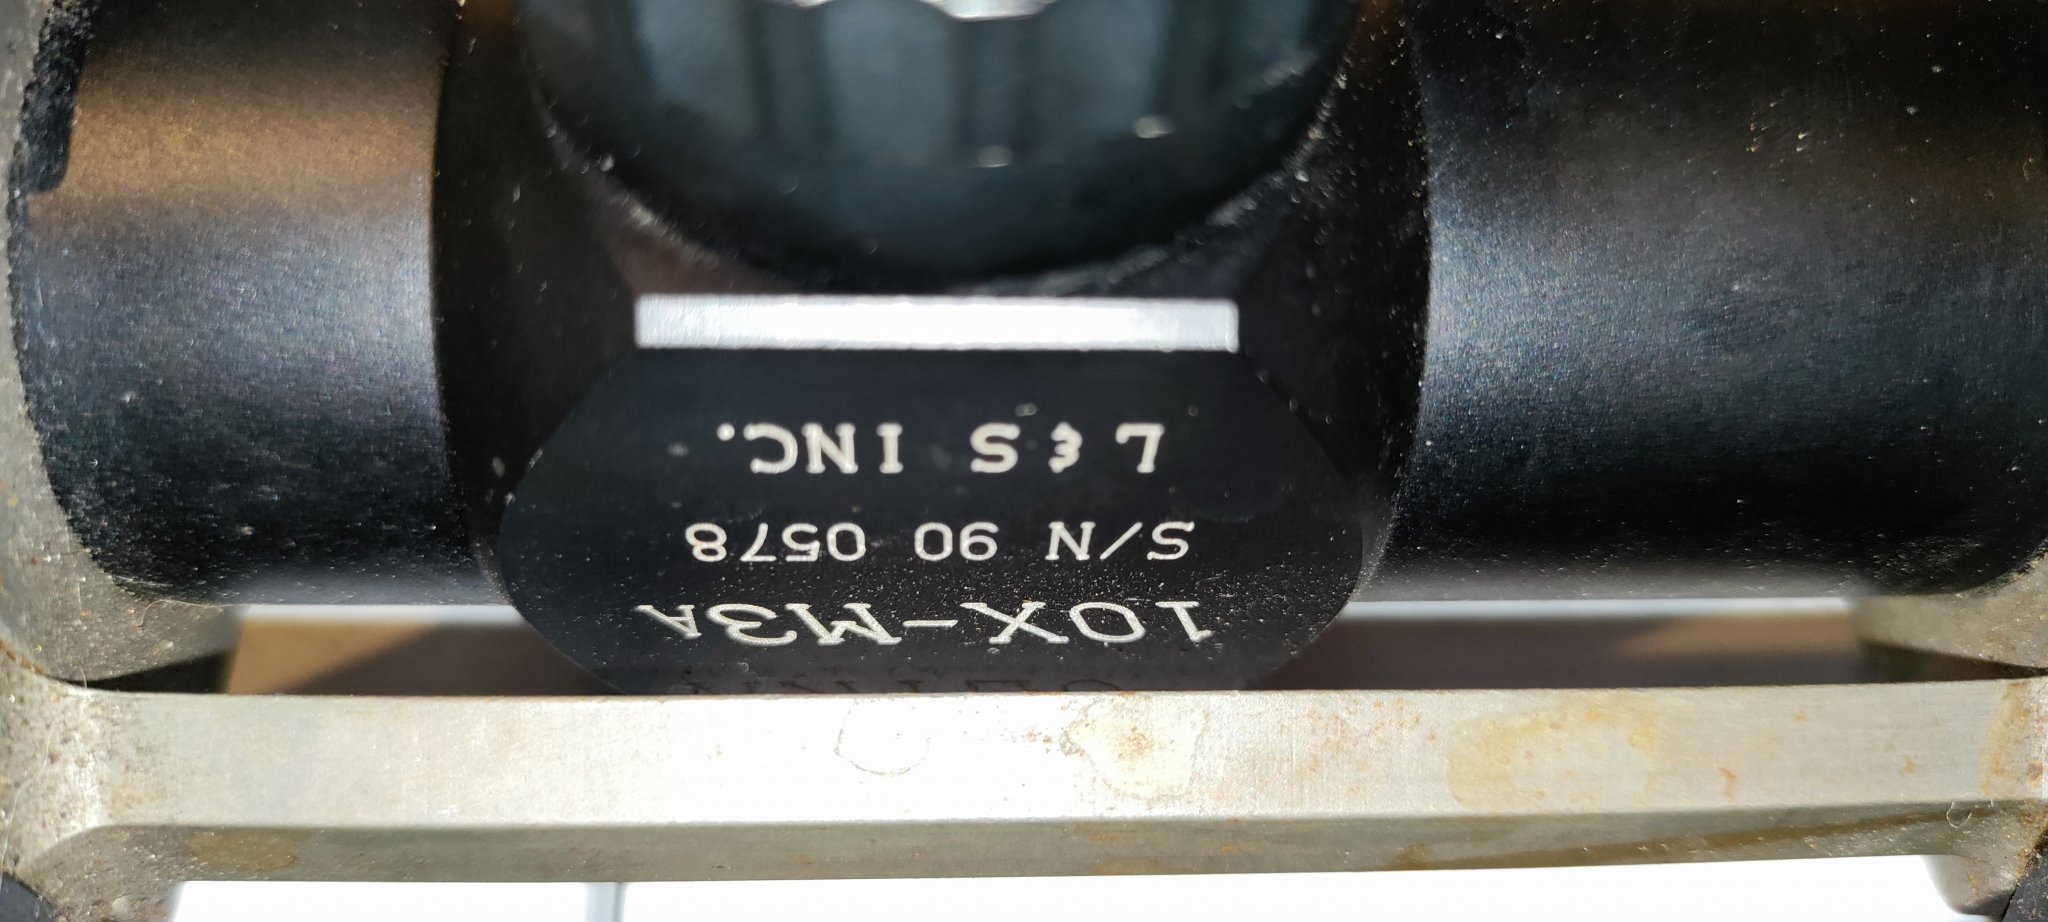 10X-M3A
S/N 90 0578
L & S INC.